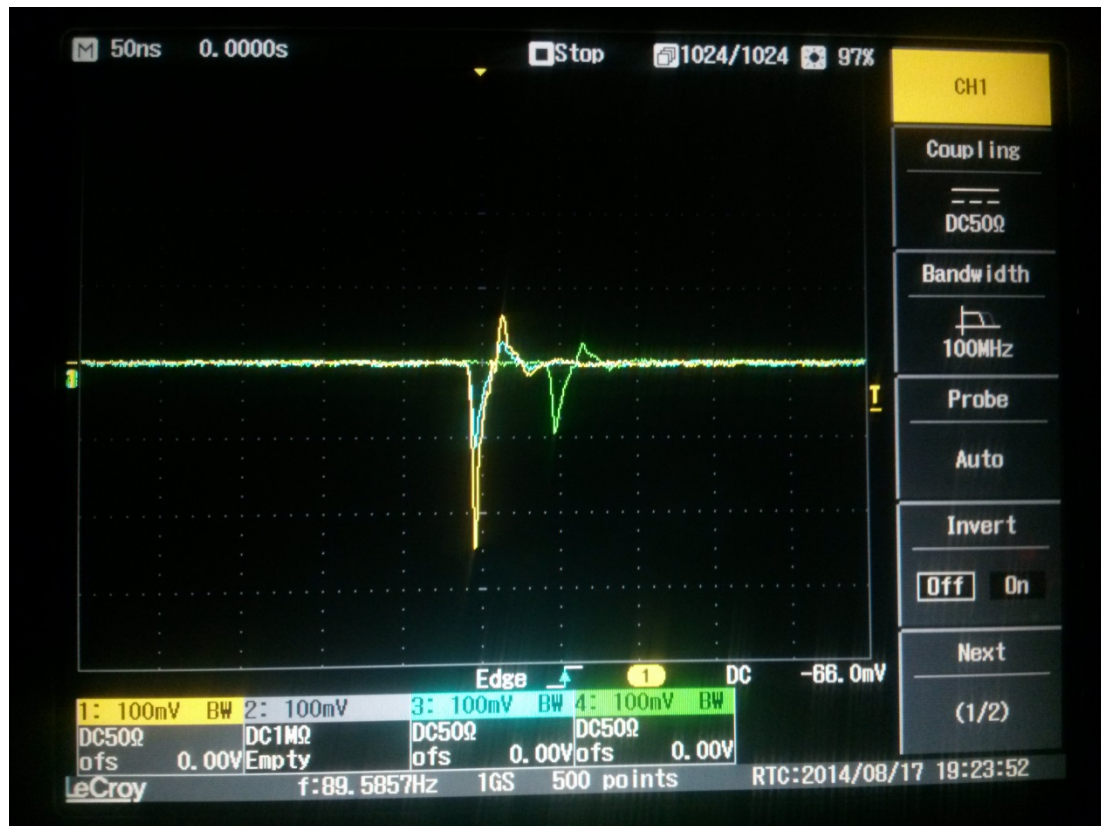 M 50ns 0.0000s Stop 1024/1024 97%
CH1
Coupling
DC50Ω
Bandwidth
100MHz
Probe
Auto
Invert
Off On
Next
(1/2)
T
Edge 1 DC -66.0mV
1: 100mV BW 2: 100mV 3: 100mV BW 4: 100mV BW
DC50Ω DC1MΩ DC50Ω DC50Ω
ofs 0.00V Empty ofs 0.00V ofs 0.00V
LeCroy f:89.5857Hz 1GS 500 points RTC:2014/08/17 19:23:52